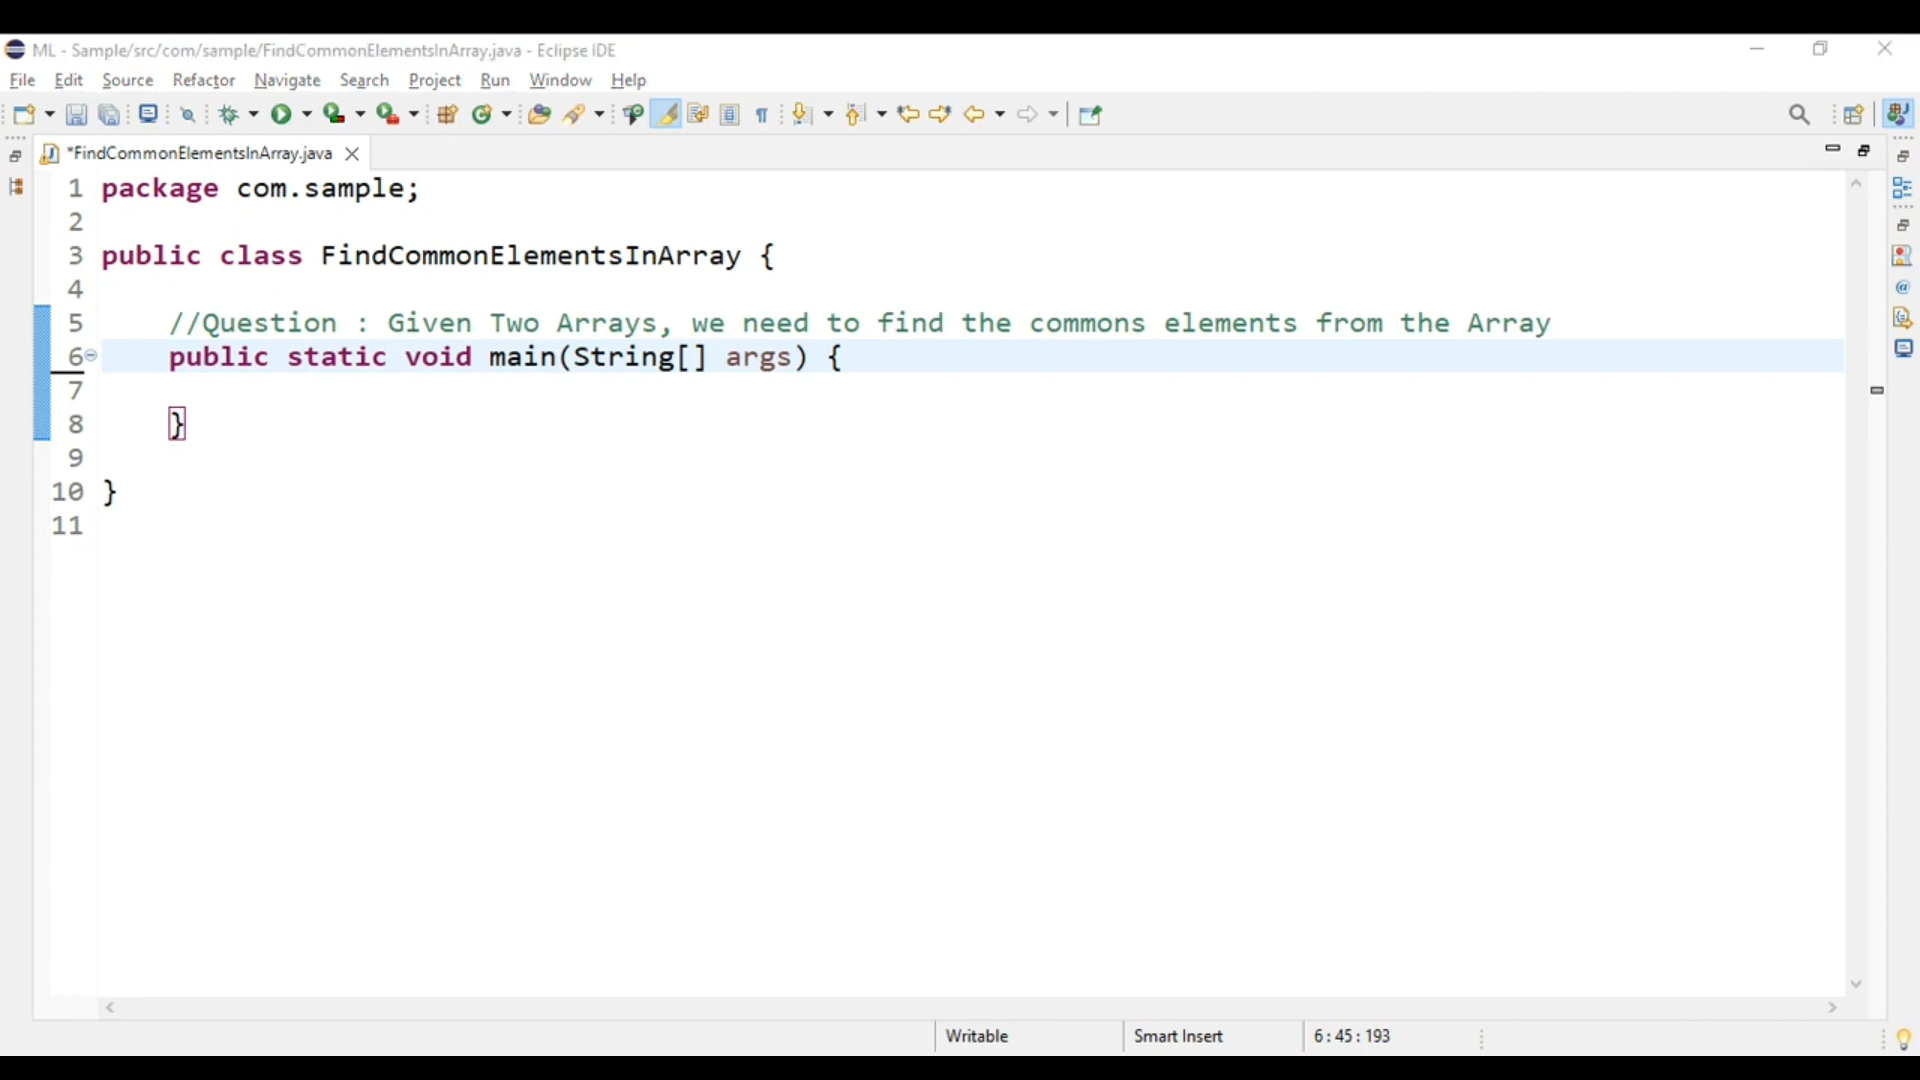 ML - Sample/src/com/sample/FindCommonElementsInArray.java - Eclipse IDE
File Edit Source Refactor Navigate Search Project Run Window Help
*FindCommonElementsInArray.java
1 package com.sample;
2
3 public class FindCommonElementsInArray {
4
5 //Question : Given Two Arrays, we need to find the commons elements from the Array
6 public static void main(String[] args) {
7
8 }
9
10 }
11
Writable Smart Insert 6 : 45 : 193